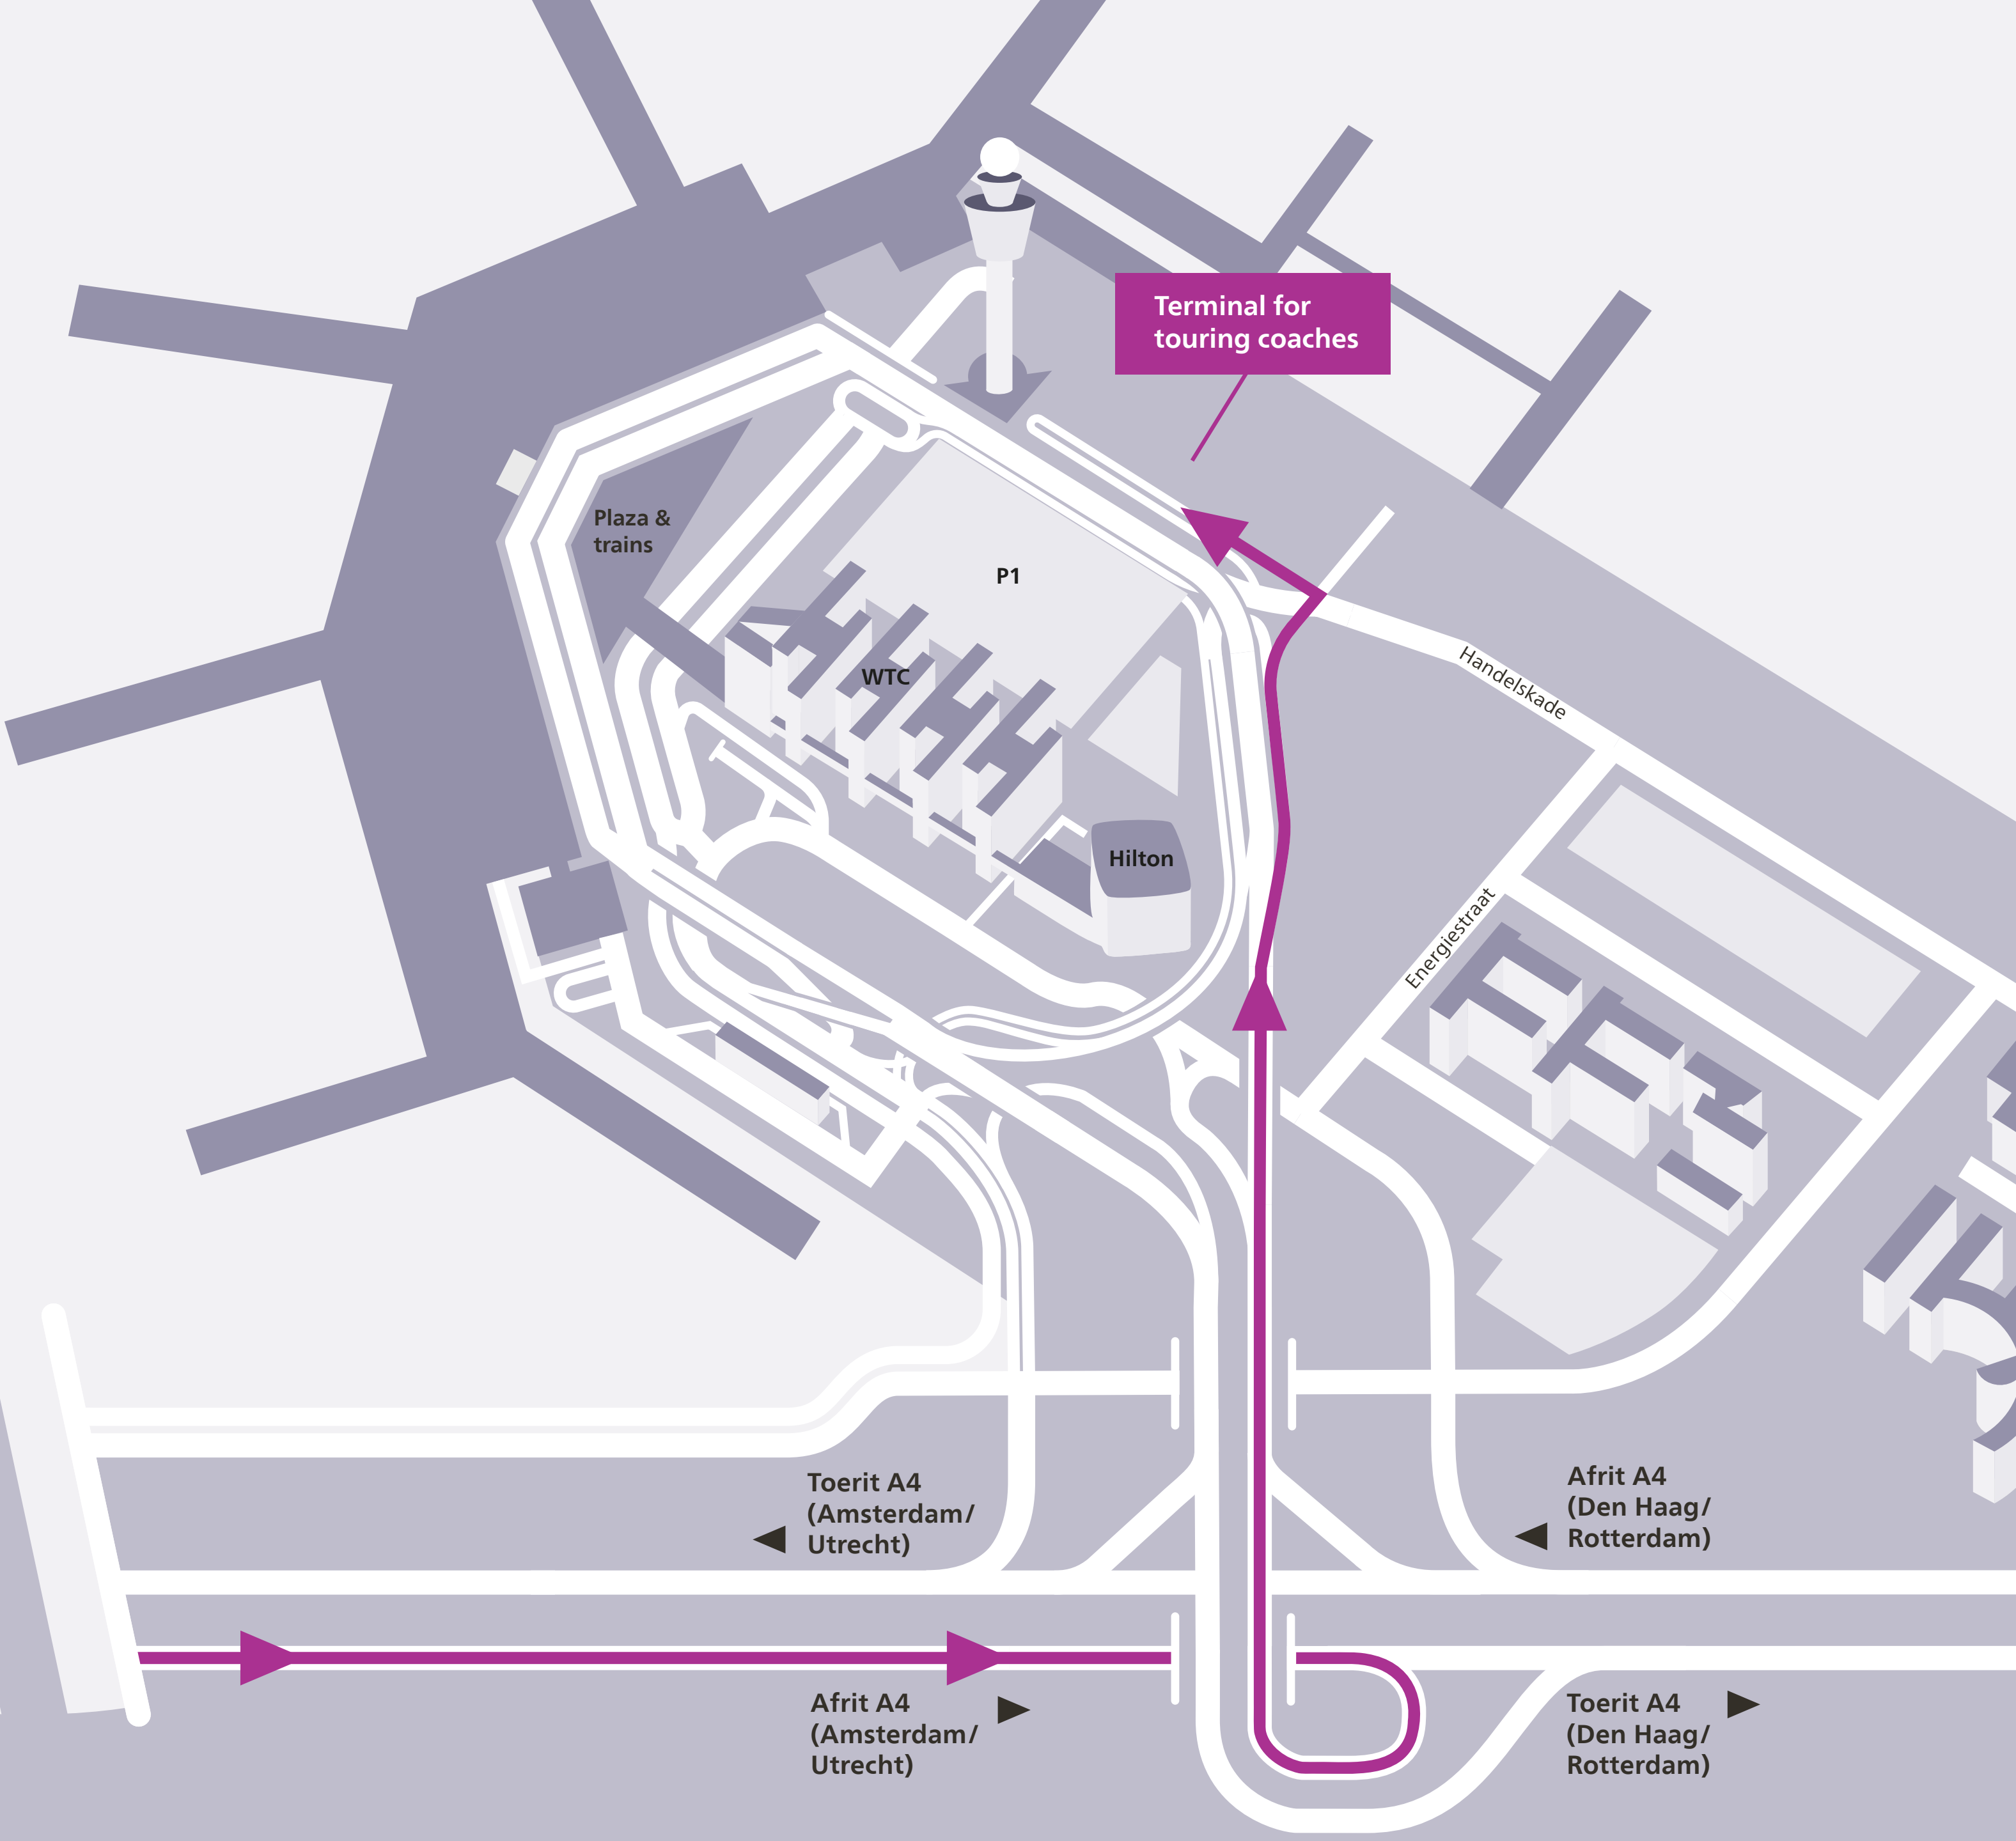 Terminal for
touring coaches
Plaza &
trains
P1
WTC
Handelskade
Hilton
Energiestraat
Toerit A4
(Amsterdam/
Utrecht)
Afrit A4
(Den Haag/
Rotterdam)
Afrit A4
(Amsterdam/
Utrecht)
Toerit A4
(Den Haag/
Rotterdam)